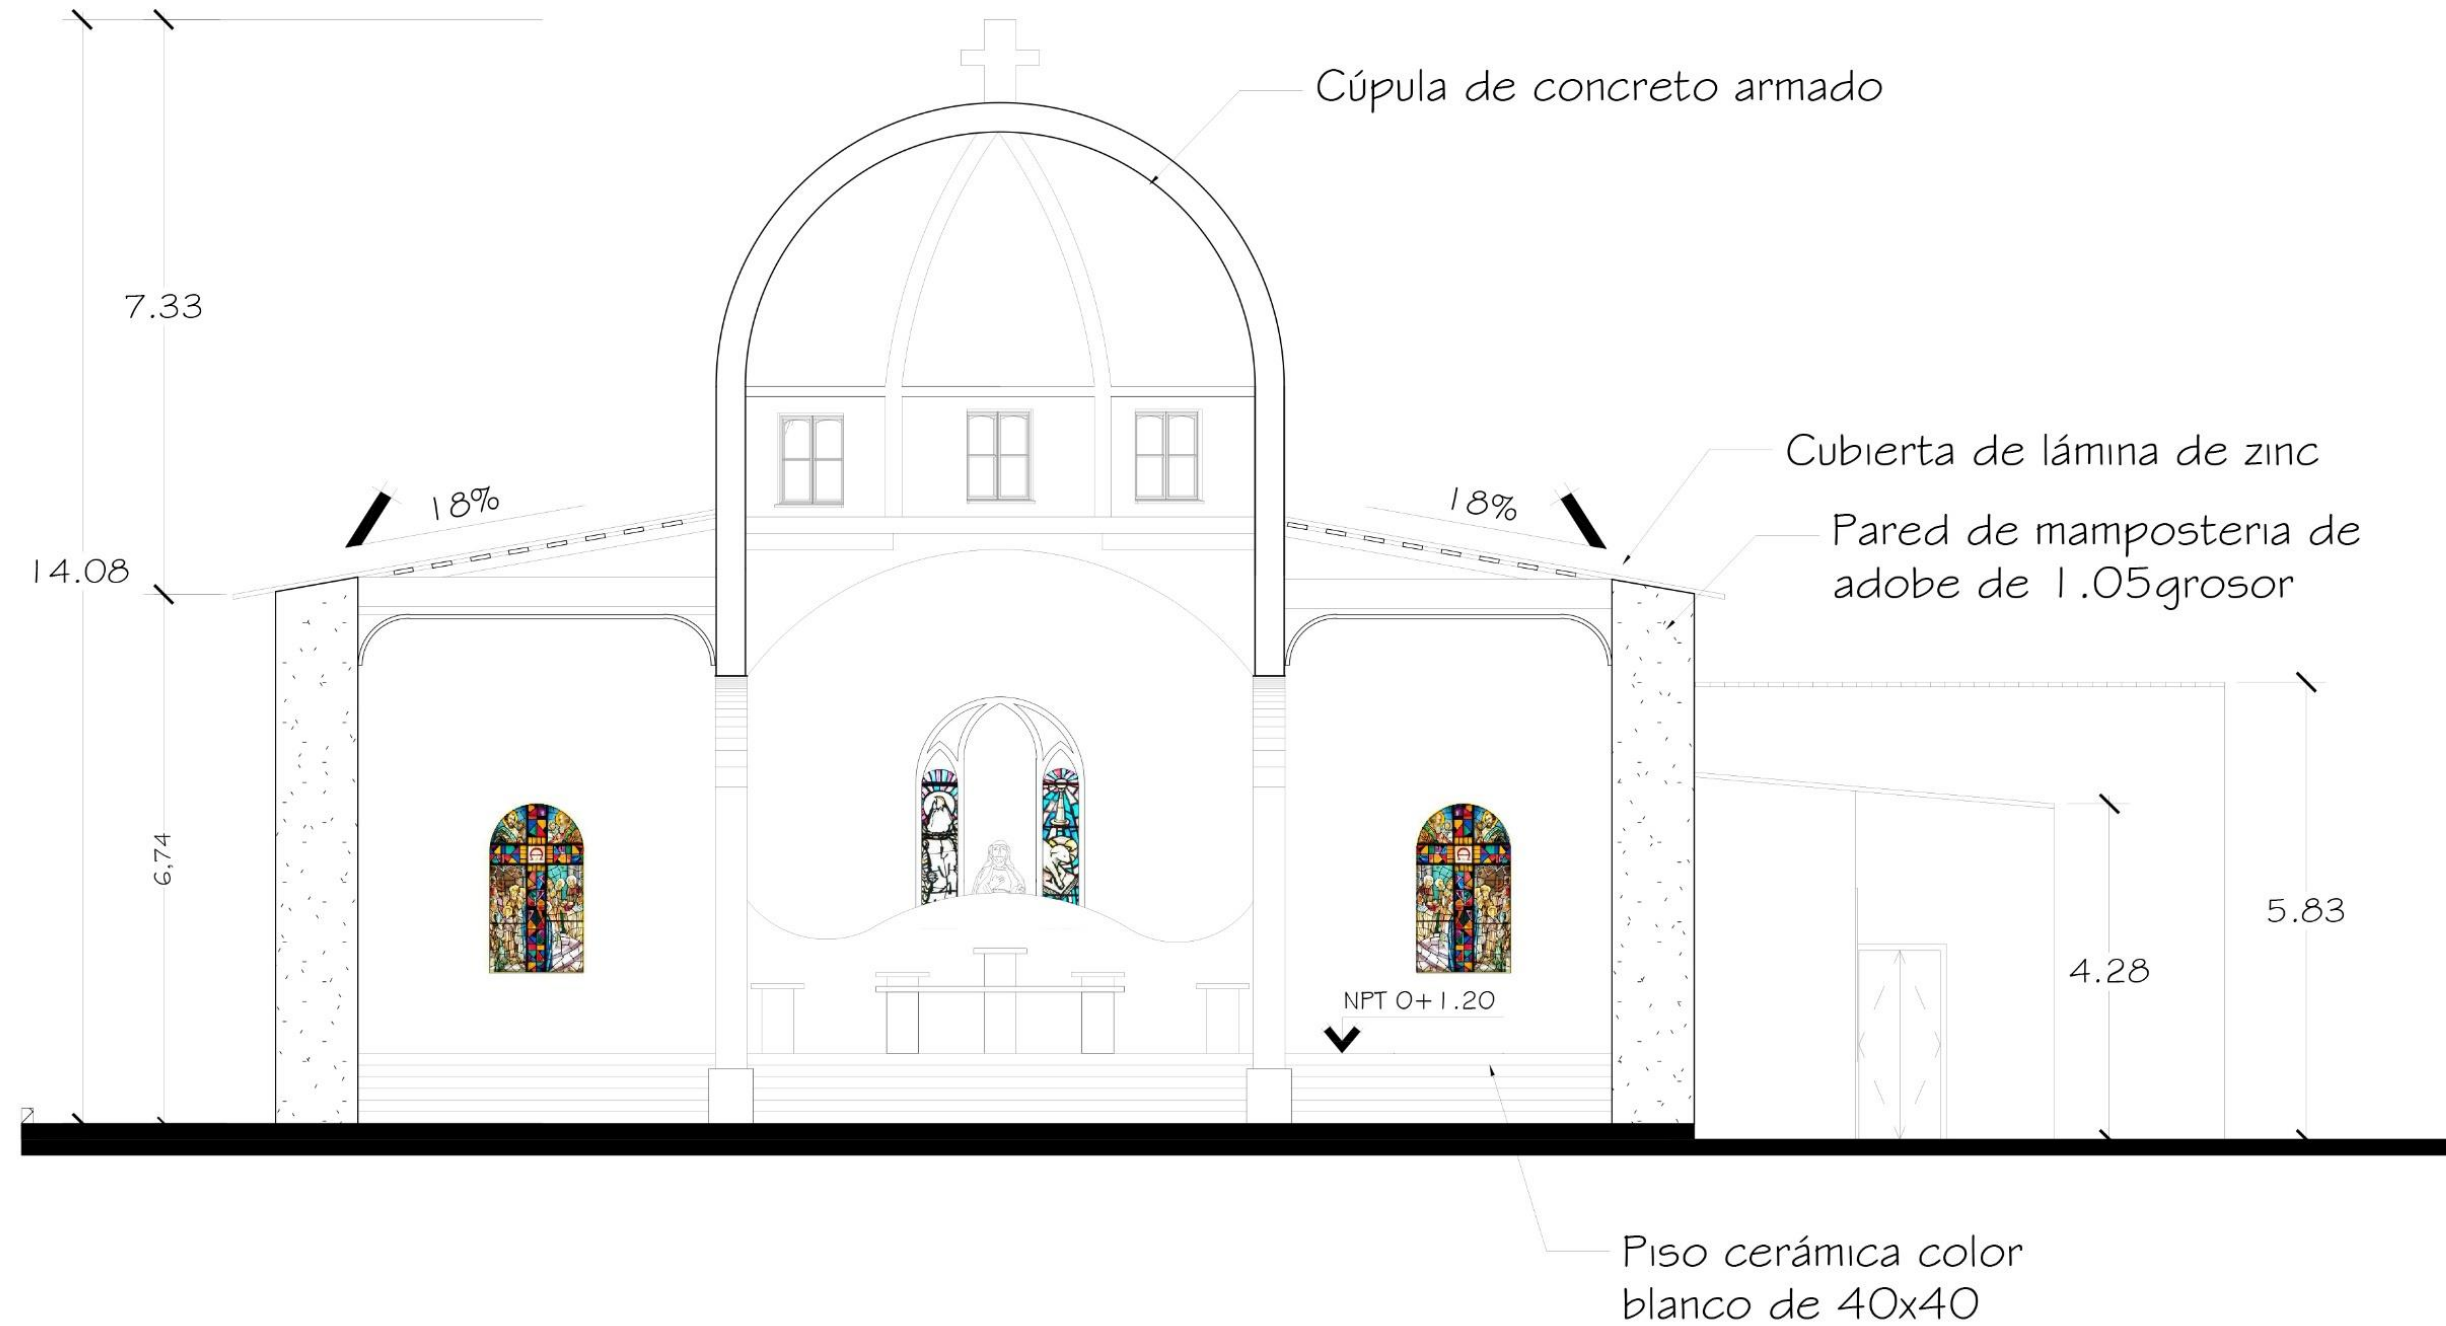 Cúpula de concreto armado
7.33
Cubierta de lámina de zinc
18%
18%
Pared de mamposteria de
adobe de 1.05grosor
14.08
6,74
5.83
4.28
NPT 0+1.20
Piso cerámica color
blanco de 40x40